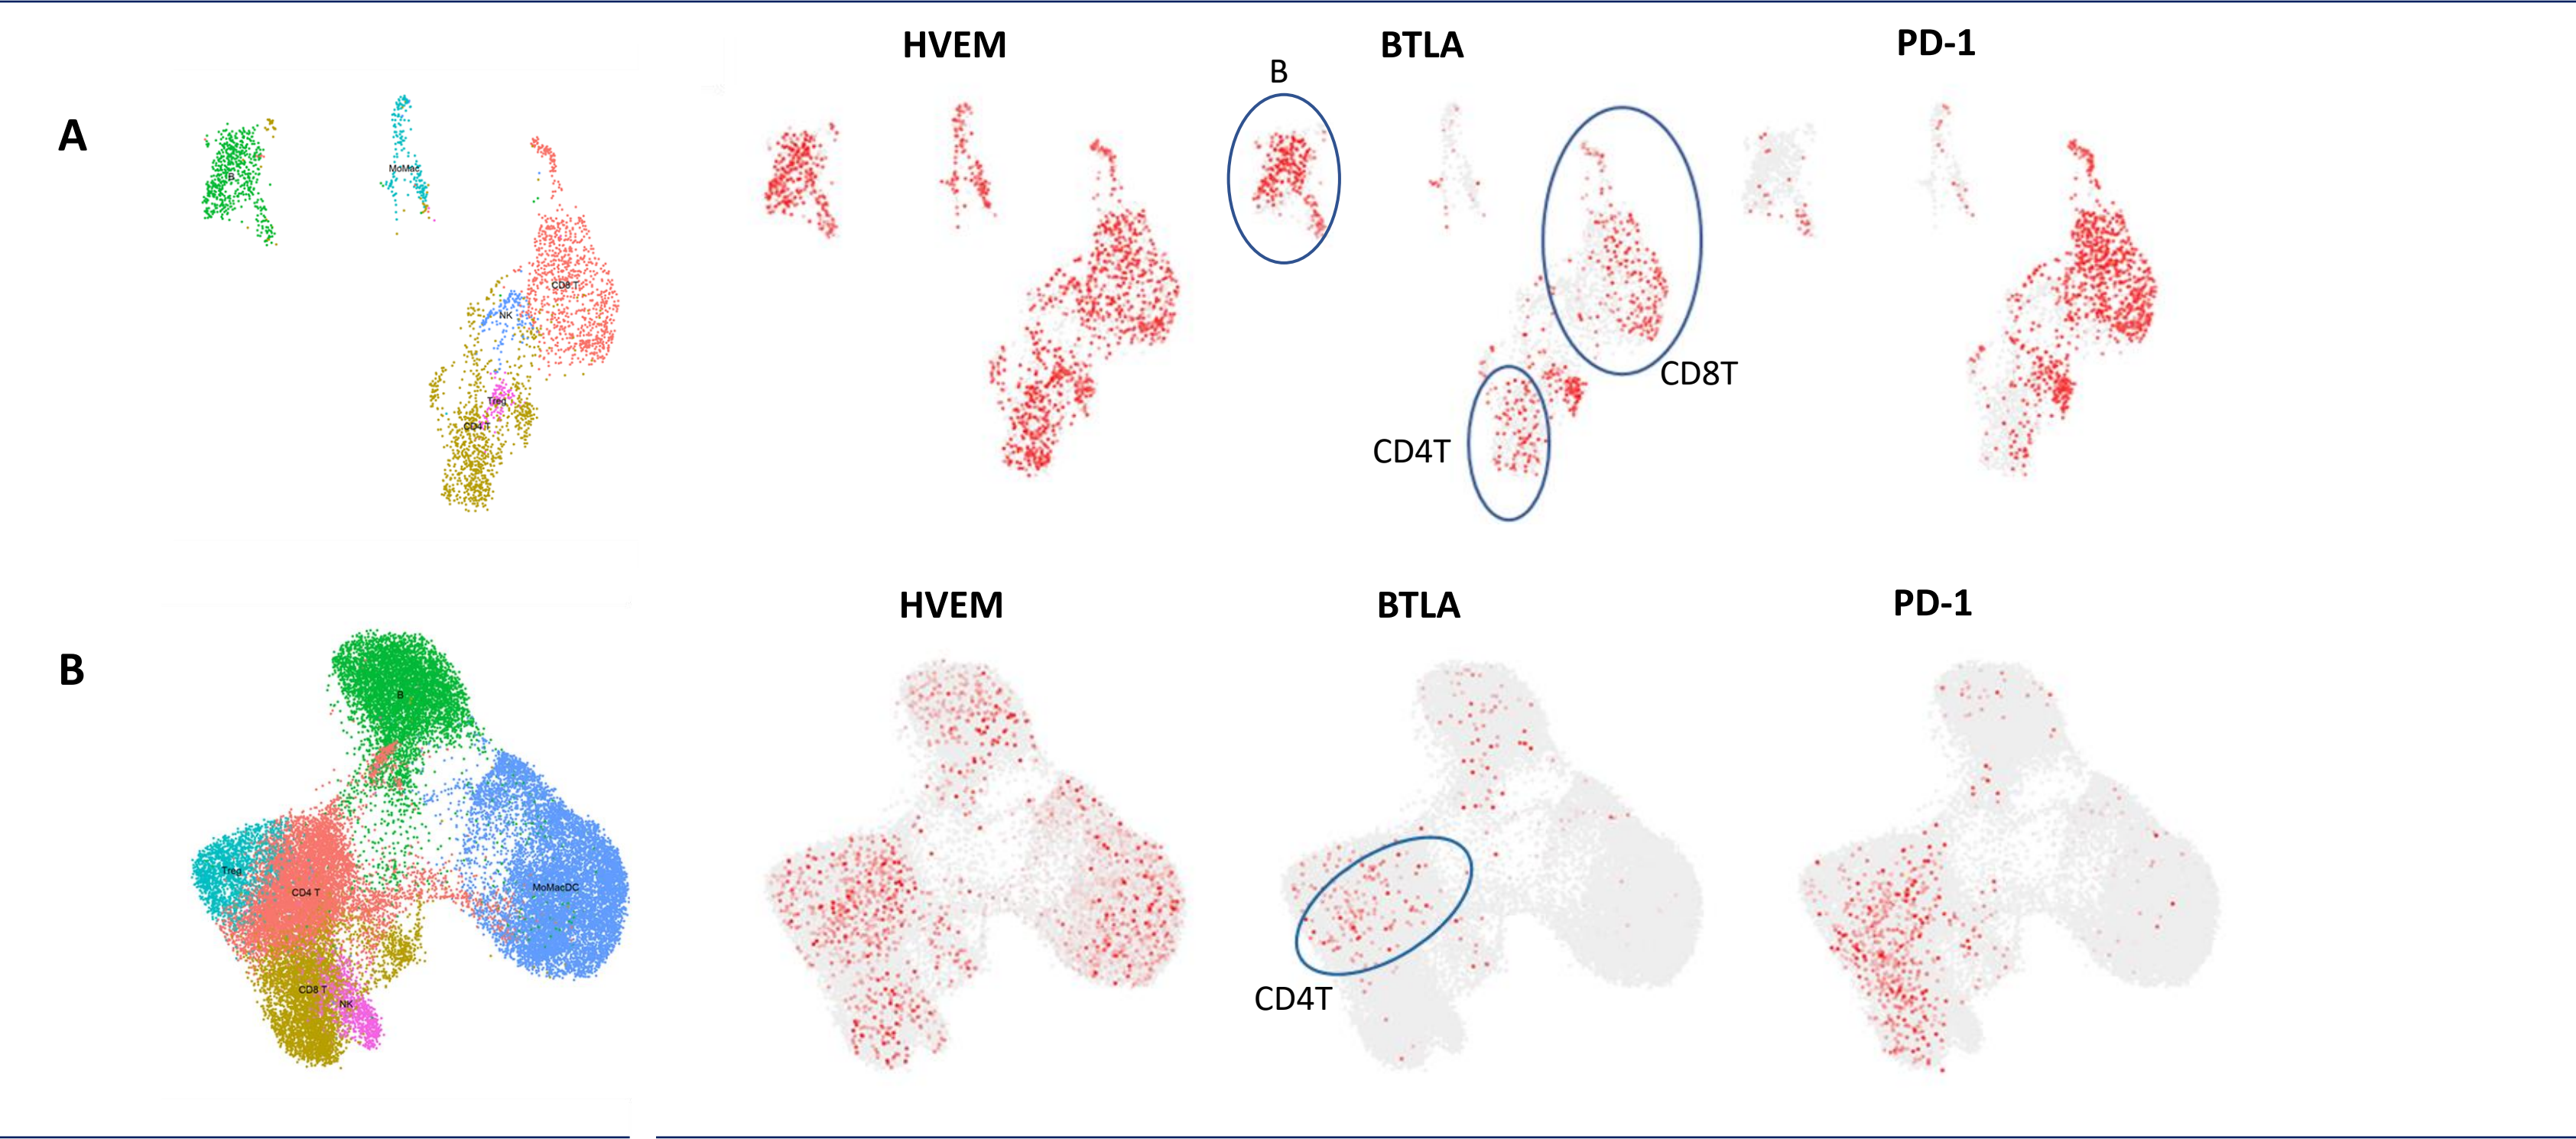 A
HVEM
BTLA
PD-1
B
B
MoMac
CD8 T
NK
Treg
CD4 T
CD8T
CD4T
B
HVEM
BTLA
PD-1
B
Treg
CD4 T
MoMacDC
CD8 T
NK
CD4T